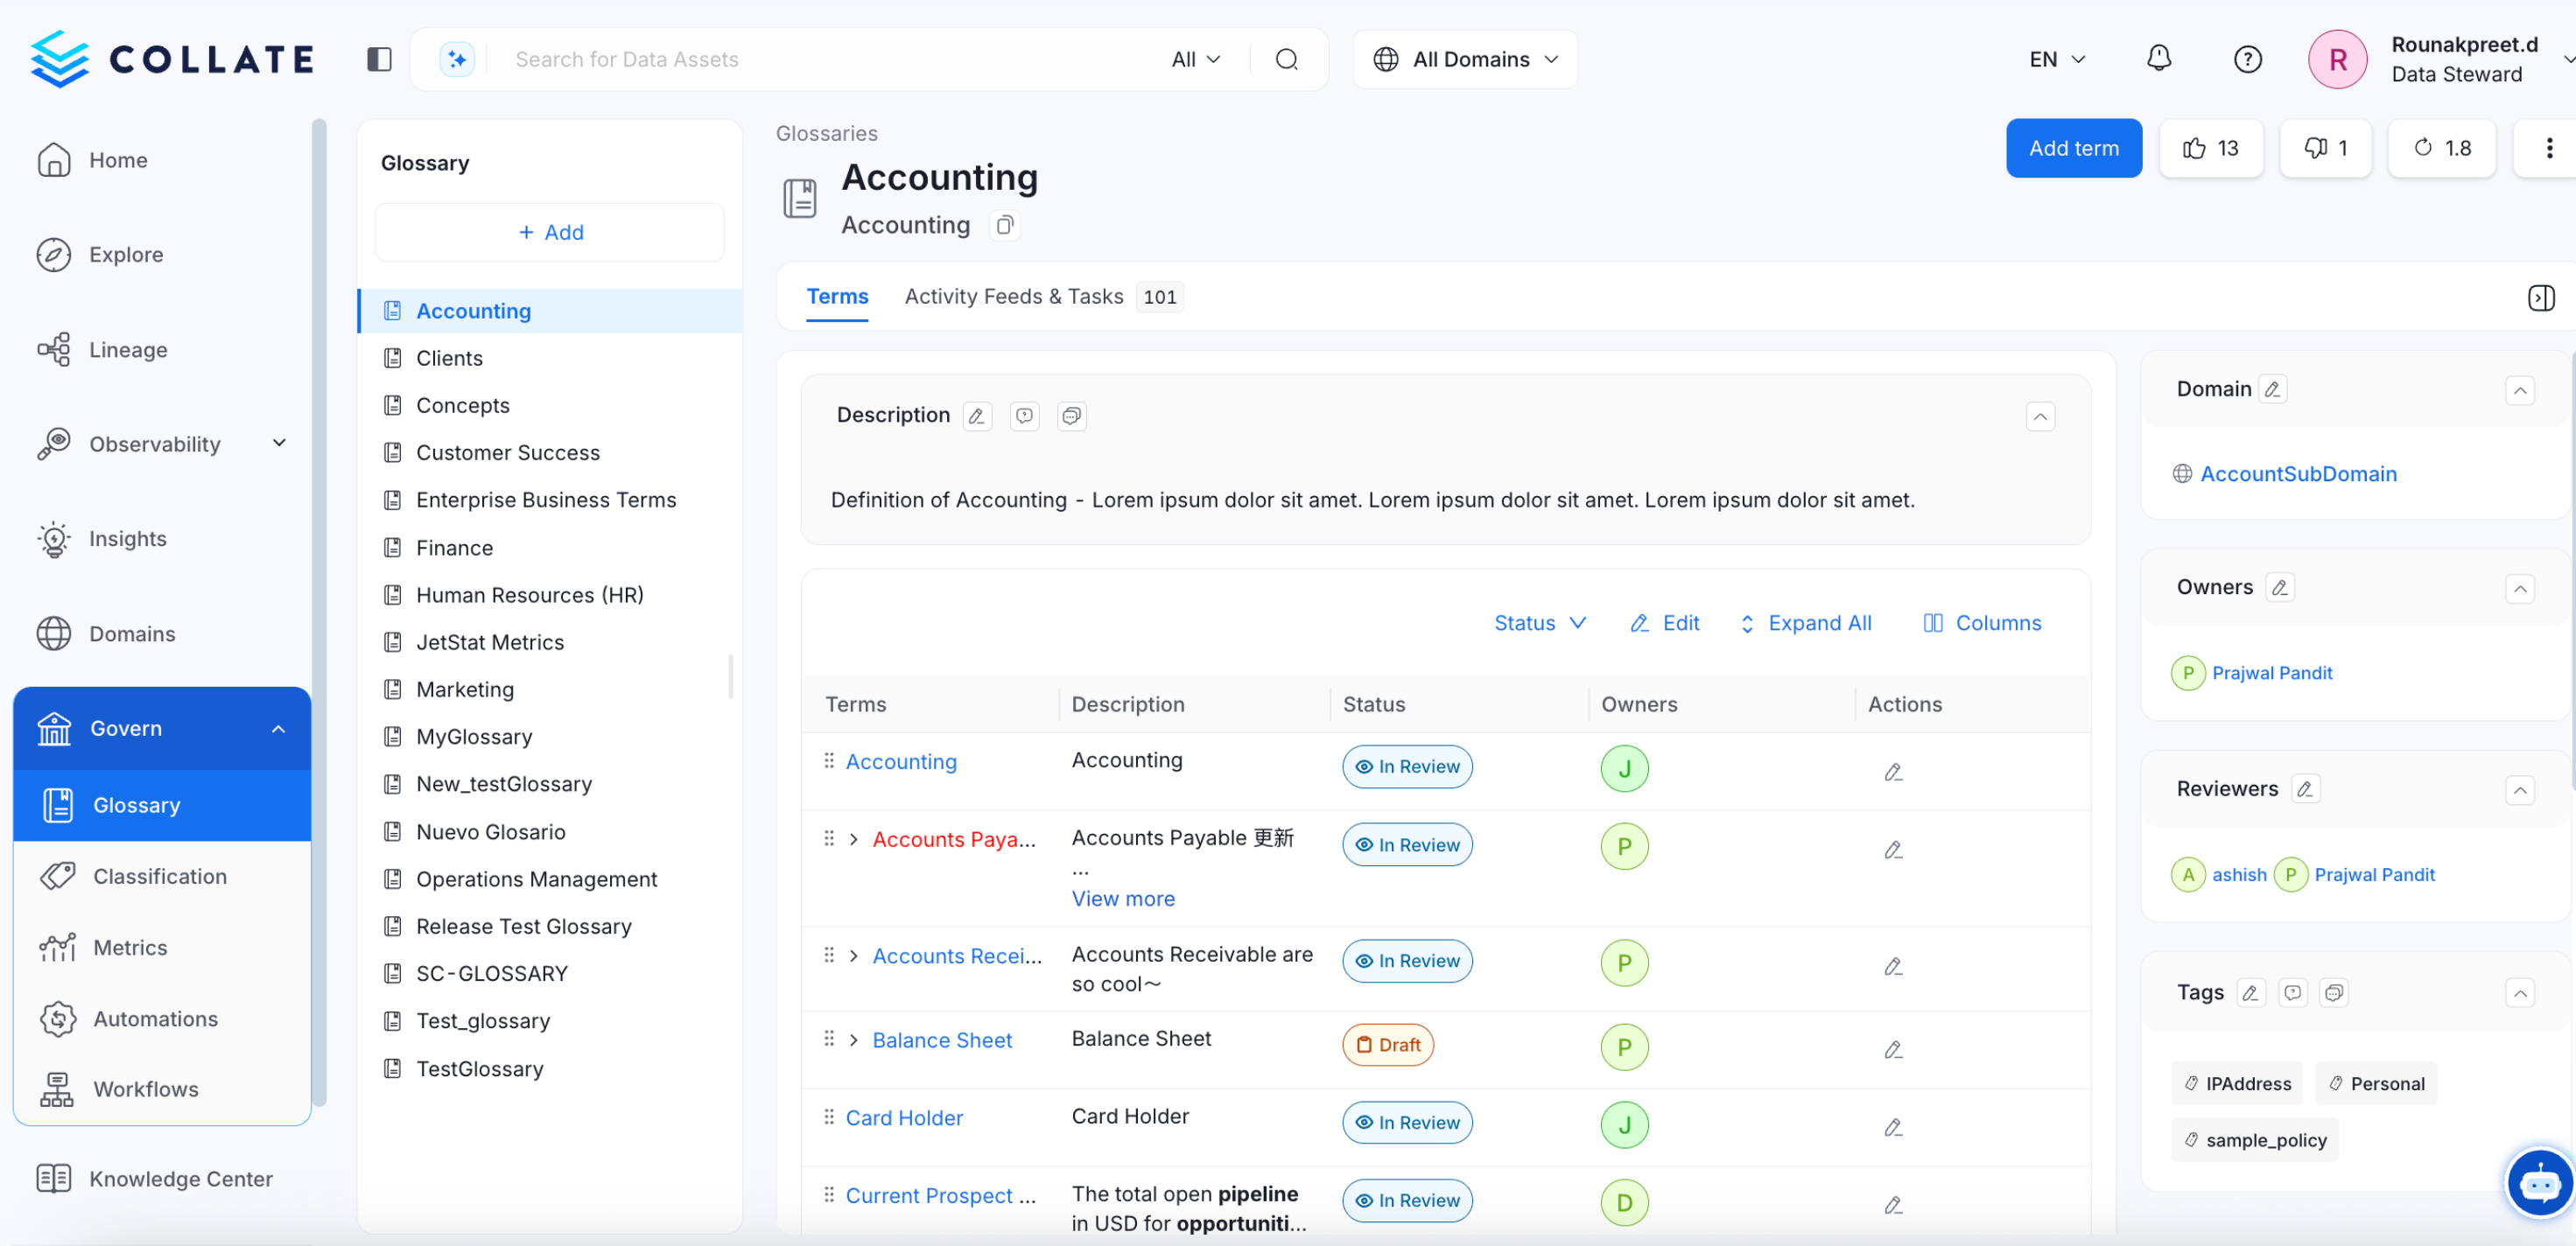 COLLATE
Search for Data Assets
All
All Domains
EN
R
Rounakpreet.d
Data Steward
Home
Explore
Lineage
Observability
Insights
Domains
Govern
Glossary
Classification
Metrics
Automations
Workflows
Knowledge Center
Glossary
+ Add
Accounting
Clients
Concepts
Customer Success
Enterprise Business Terms
Finance
Human Resources (HR)
JetStat Metrics
Marketing
MyGlossary
New_testGlossary
Nuevo Glosario
Operations Management
Release Test Glossary
SC-GLOSSARY
Test_glossary
TestGlossary
Glossaries
Accounting
Accounting
Add term
13
1
1.8
Terms
Activity Feeds & Tasks 101
Description
Definition of Accounting - Lorem ipsum dolor sit amet. Lorem ipsum dolor sit amet. Lorem ipsum dolor sit amet.
Status
Edit
Expand All
Columns
Terms Description Status Owners Actions
Accounting Accounting In Review J
Accounts Paya... Accounts Payable 更新 In Review P
...
View more
Accounts Recei... Accounts Receivable are In Review P
so cool～
Balance Sheet Balance Sheet Draft P
Card Holder Card Holder In Review J
Current Prospect ... The total open pipeline In Review D
in USD for opportuniti...
Domain
AccountSubDomain
Owners
P Prajwal Pandit
Reviewers
A ashish P Prajwal Pandit
Tags
IPAddress Personal
sample_policy